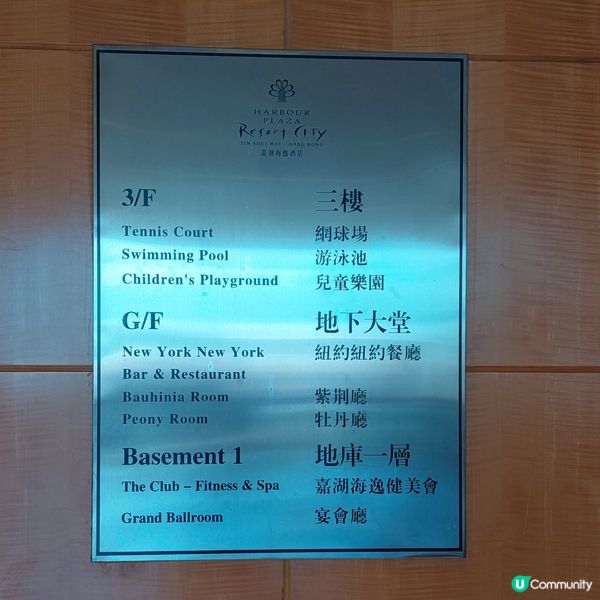 HARBOUR
PLAZA
Resort City
TIN SHUI WAI • HONG KONG
嘉湖海逸酒店
3/F 三樓
Tennis Court 網球場
Swimming Pool 游泳池
Children's Playground 兒童樂園
G/F 地下大堂
New York New York 紐約紐約餐廳
Bar & Restaurant
Bauhinia Room 紫荆廳
Peony Room 牡丹廳
Basement 1 地庫一層
The Club – Fitness & Spa 嘉湖海逸健美會
Grand Ballroom 宴會廳
U Community